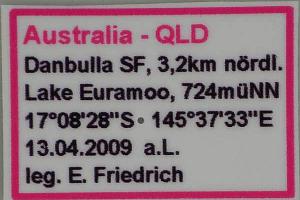 Australia - QLD
Danbulla SF, 3,2km nördl.
Lake Euramoo, 724müNN
17°08'28"S • 145°37'33"E
13.04.2009 a.L.
leg. E. Friedrich